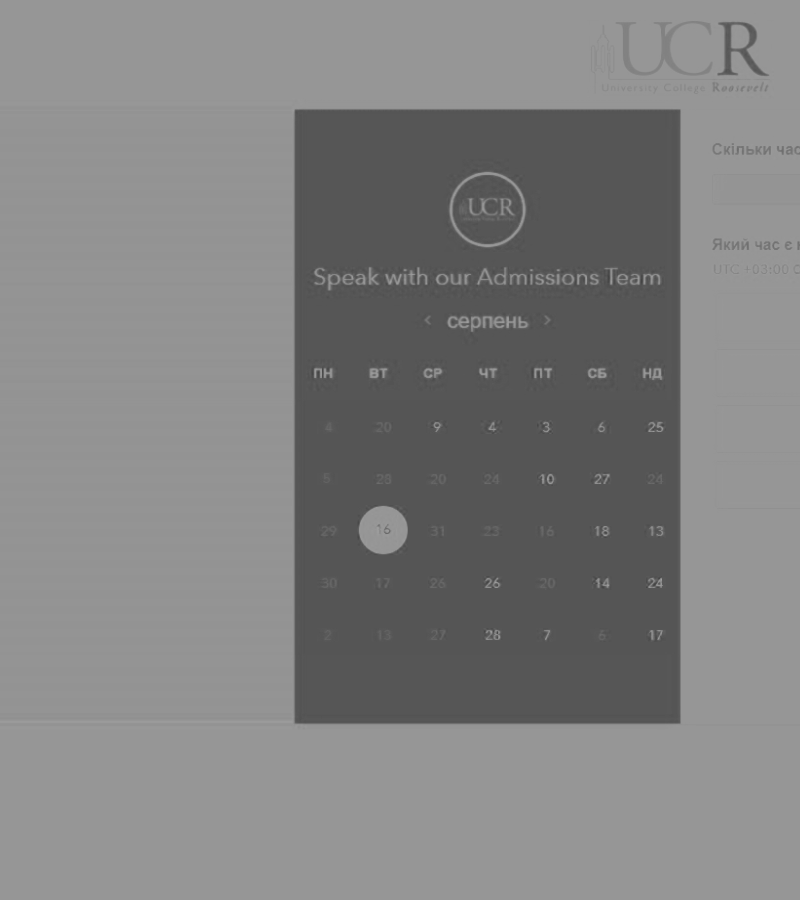 UCR
University College Roosevelt
Скільки час
Який час є
UTC +03:00
UCR
Speak with our Admissions Team
< серпень >
ПН ВТ СР ЧТ ПТ СБ НД
4 20 9 4 3 6 25
5 28 20 24 10 27 24
29 16 31 23 16 18 13
30 17 26 26 20 14 24
2 13 27 28 7 6 17